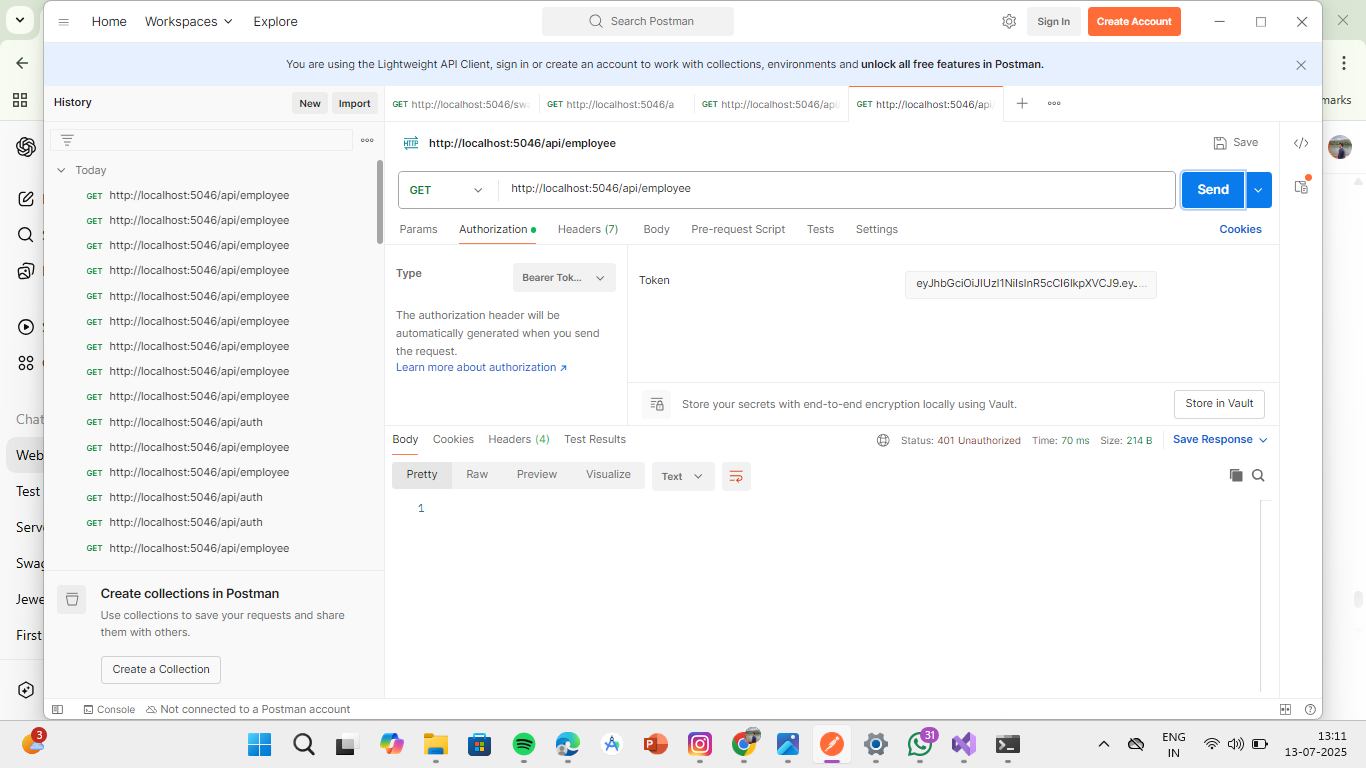 Home Workspaces Explore Search Postman Sign In Create Account
You are using the Lightweight API Client, sign in or create an account to work with collections, environments and unlock all free features in Postman.
History New Import
GET http://localhost:5046/sw GET http://localhost:5046/a GET http://localhost:5046/api GET http://localhost:5046/api
marks
HTTP http://localhost:5046/api/employee Save
Today
GET http://localhost:5046/api/employee
GET http://localhost:5046/api/employee
GET http://localhost:5046/api/employee
GET http://localhost:5046/api/employee
GET http://localhost:5046/api/employee
GET http://localhost:5046/api/employee
GET http://localhost:5046/api/employee
GET http://localhost:5046/api/employee
GET http://localhost:5046/api/employee
GET http://localhost:5046/api/auth
GET http://localhost:5046/api/employee
GET http://localhost:5046/api/employee
GET http://localhost:5046/api/auth
GET http://localhost:5046/api/auth
GET http://localhost:5046/api/employee
Create collections in Postman
Use collections to save your requests and share
them with others.
Create a Collection
GET http://localhost:5046/api/employee Send
Params Authorization Headers (7) Body Pre-request Script Tests Settings Cookies
Type Bearer Tok...
The authorization header will be
automatically generated when you send
the request.
Learn more about authorization
Token eyJhbGciOiJIUzI1NiIsInR5cCI6IkpXVCJ9.eyJ...
Store your secrets with end-to-end encryption locally using Vault. Store in Vault
Body Cookies Headers (4) Test Results Status: 401 Unauthorized Time: 70 ms Size: 214 B Save Response
Pretty Raw Preview Visualize Text
1
Chat
Web
Test
Serv
Swag
Jewe
First
Console Not connected to a Postman account
3
31
ENG
IN
13:11
13-07-2025